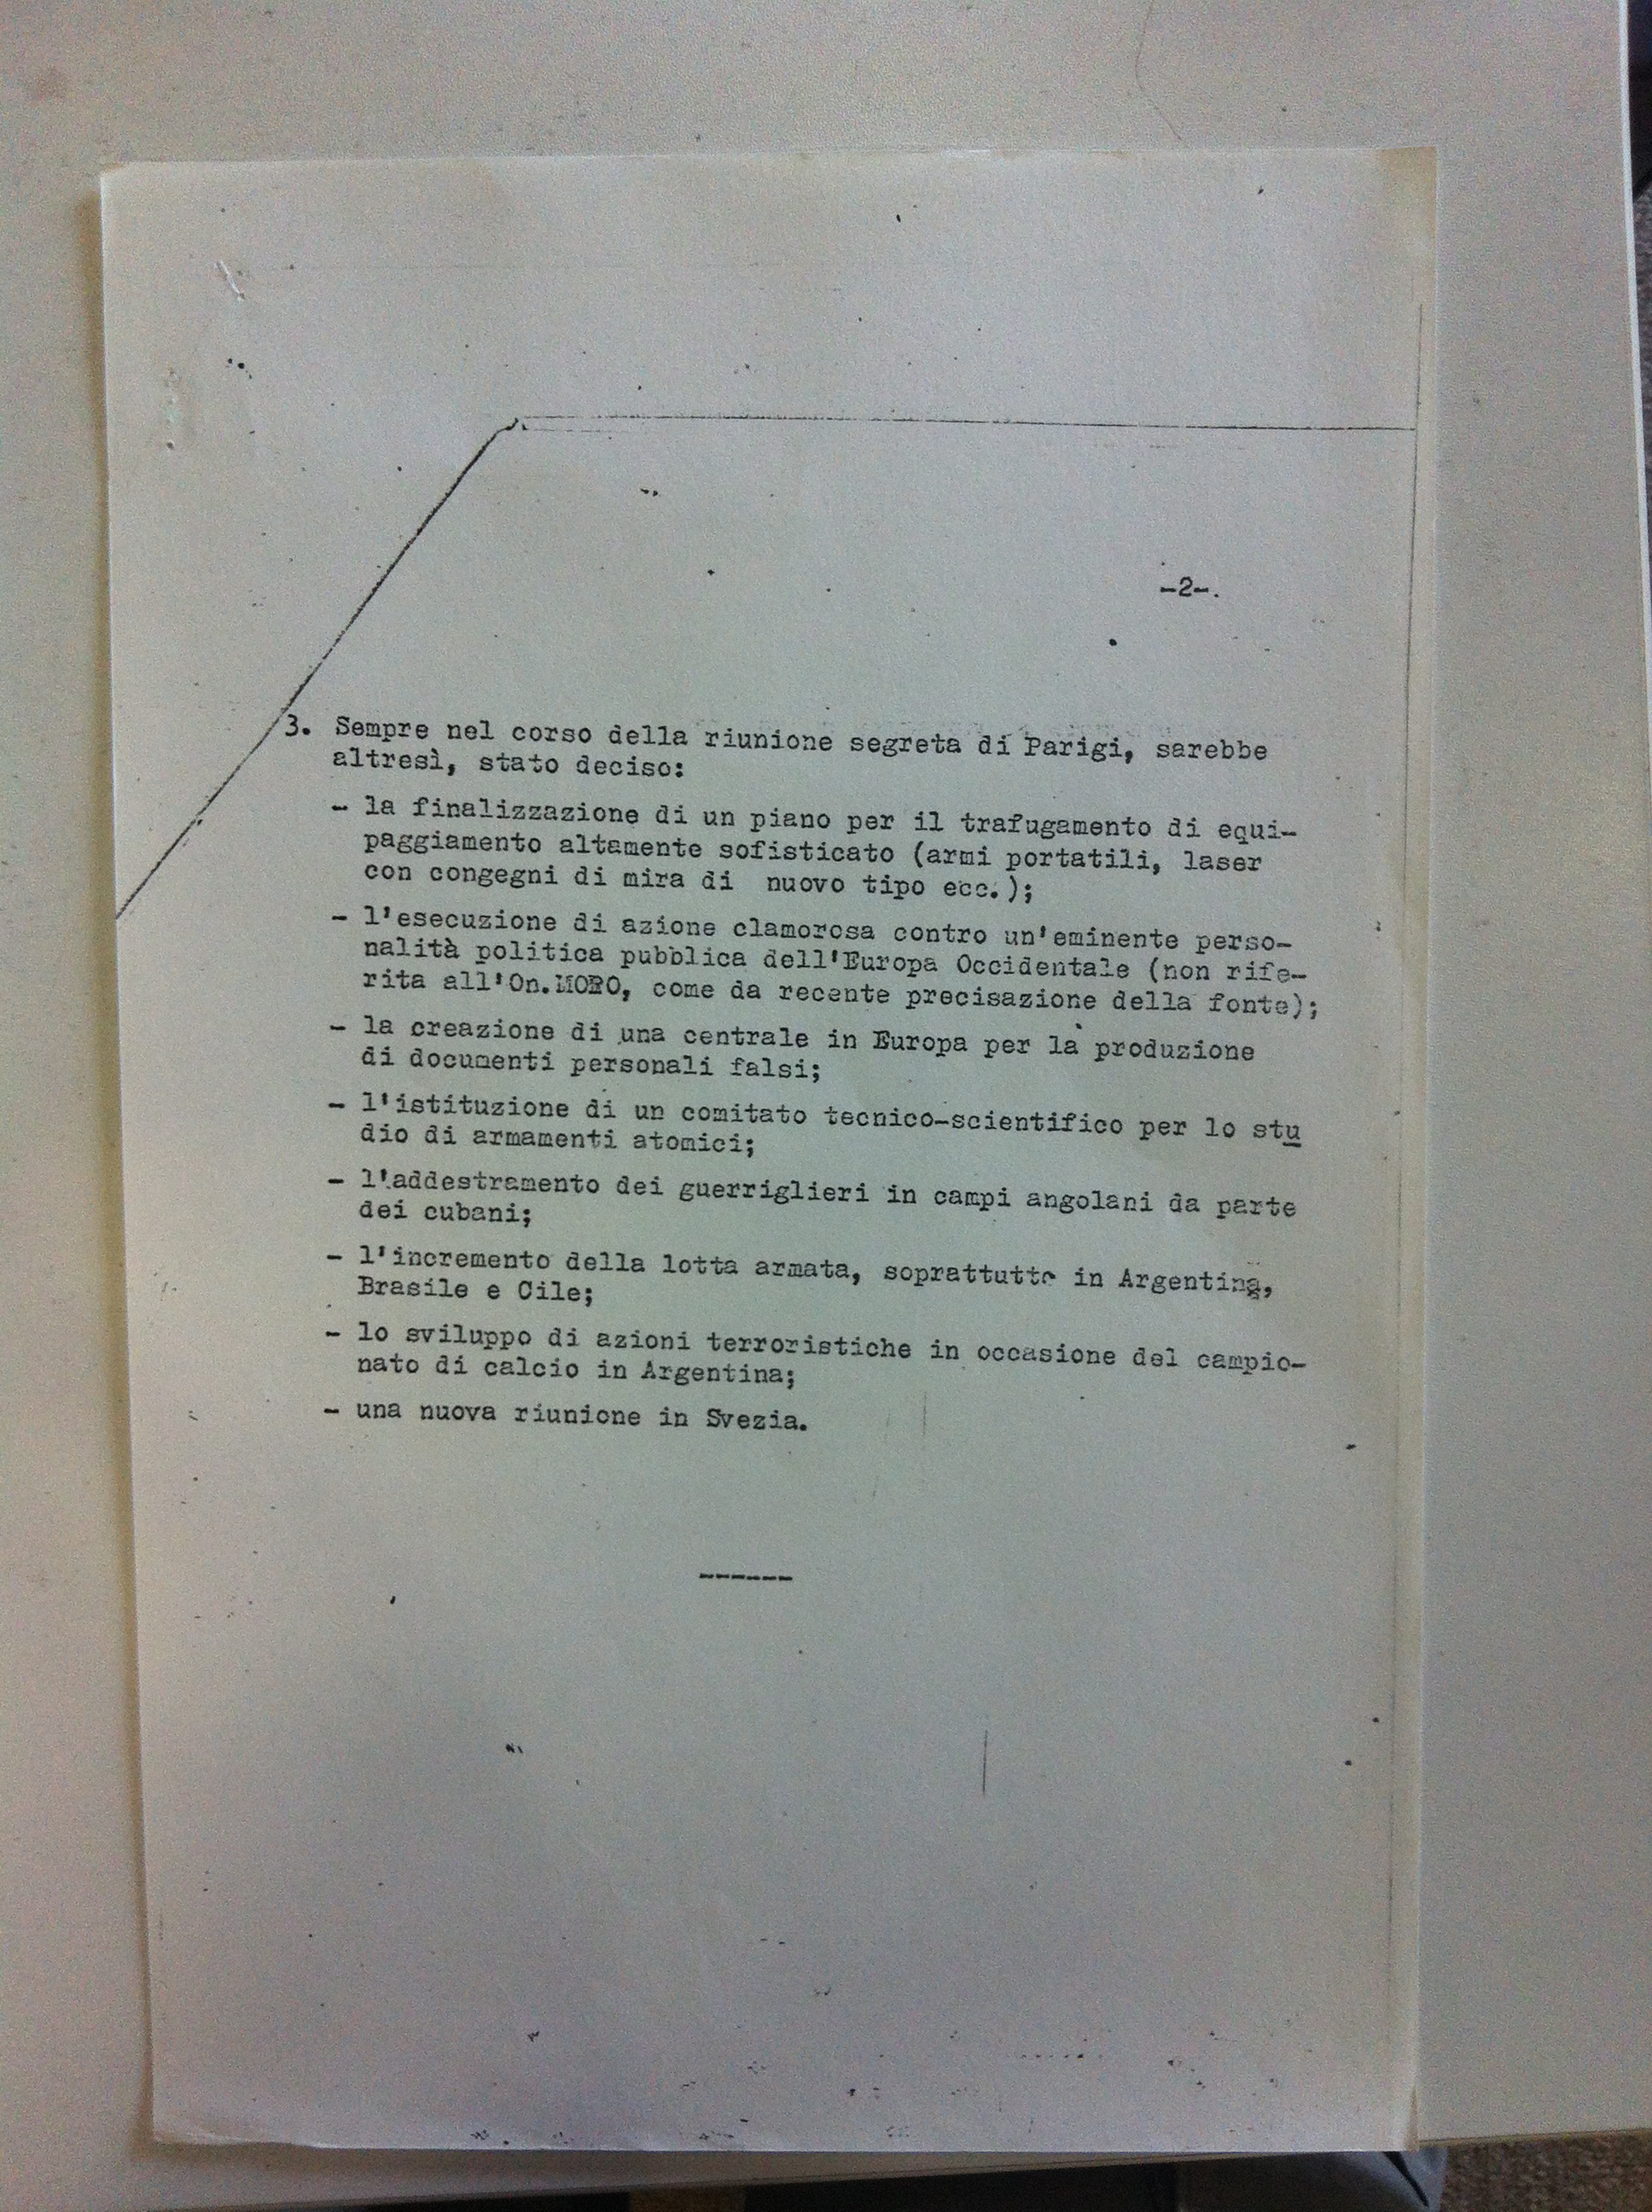 -2-.
3. Sempre nel corso della riunione segreta di Parigi, sarebbe
altresì, stato deciso:
- la finalizzazione di un piano per il trafugamento di equi-
paggiamento altamente sofisticato (armi portatili, laser
con congegni di mira di nuovo tipo ecc.);
- l'esecuzione di azione clamorosa contro un'eminente perso-
nalità politica pubblica dell'Europa Occidentale (non rife-
rita all'On.MORO, come da recente precisazione della fonte);
- la creazione di una centrale in Europa per la produzione
di documenti personali falsi;
- l'istituzione di un comitato tecnico-scientifico per lo stu
dio di armamenti atomici;
- l'addestramento dei guerriglieri in campi angolani da parte
dei cubani;
- l'incremento della lotta armata, soprattutto in Argentina,
Brasile e Cile;
- lo sviluppo di azioni terroristiche in occasione del campio-
nato di calcio in Argentina;
- una nuova riunione in Svezia.
------